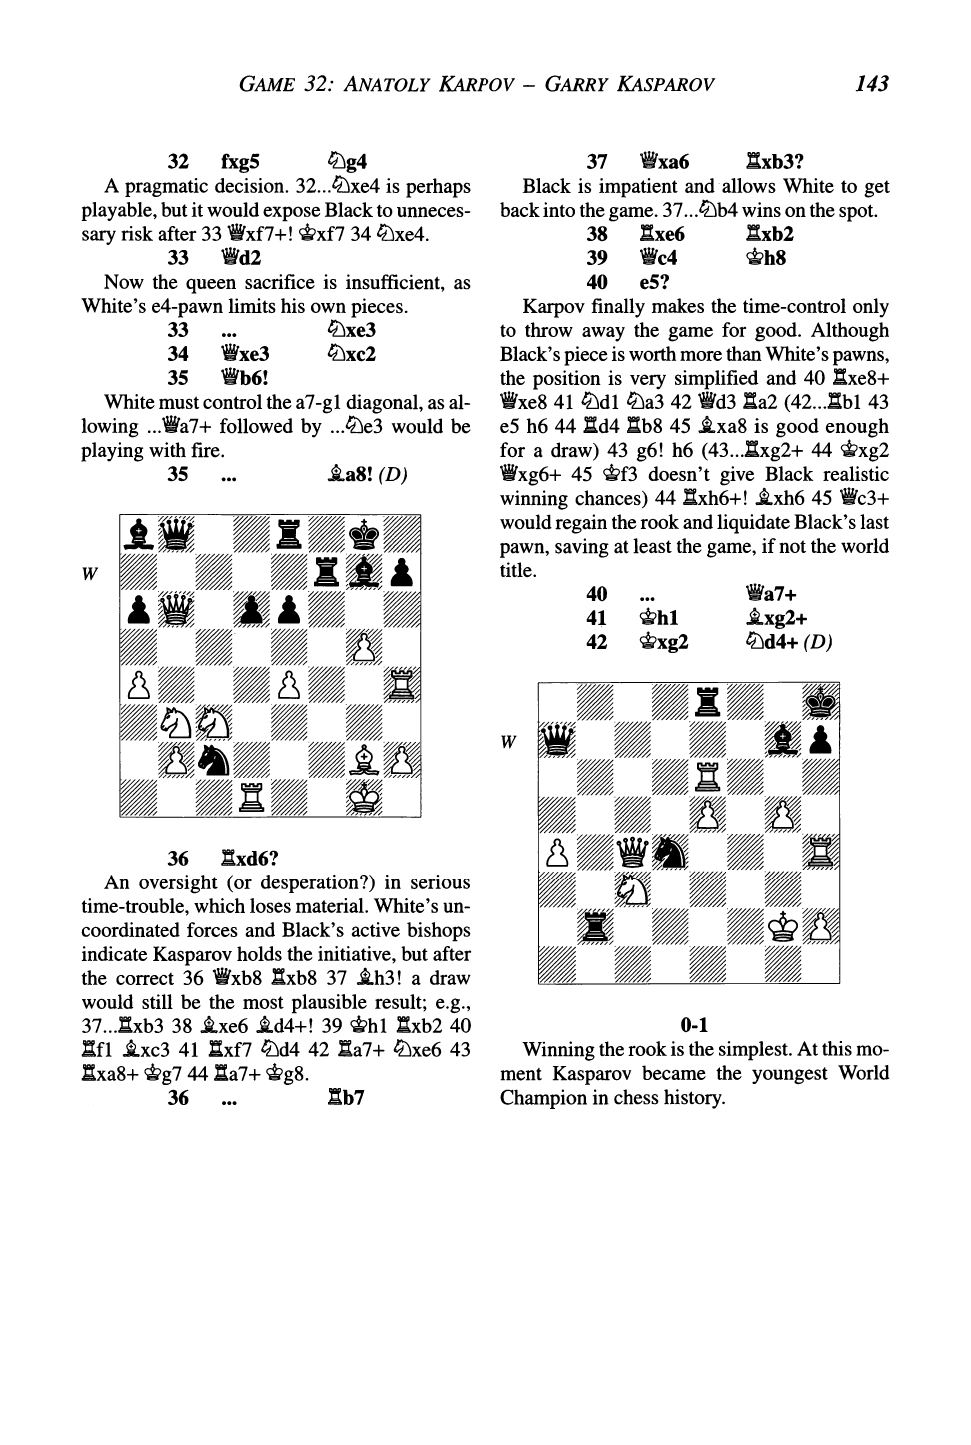 GAME 32: ANATOLY KARPOV – GARRY KASPAROV 143
32 fxg5 ♘g4
A pragmatic decision. 32...♘xe4 is perhaps
playable, but it would expose Black to unneces-
sary risk after 33 ♕xf7+! ♔xf7 34 ♘xe4.
33 ♕d2
Now the queen sacrifice is insufficient, as
White's e4-pawn limits his own pieces.
33 ... ♘xe3
34 ♕xe3 ♘xc2
35 ♕b6!
White must control the a7-g1 diagonal, as al-
lowing ...♕a7+ followed by ...♘e3 would be
playing with fire.
35 ... ♗a8! (D)
W
36 ♖xd6?
An oversight (or desperation?) in serious
time-trouble, which loses material. White's un-
coordinated forces and Black's active bishops
indicate Kasparov holds the initiative, but after
the correct 36 ♕xb8 ♖xb8 37 ♗h3! a draw
would still be the most plausible result; e.g.,
37...♖xb3 38 ♗xe6 ♗d4+! 39 ♔h1 ♖xb2 40
♖f1 ♗xc3 41 ♖xf7 ♘d4 42 ♖a7+ ♘xe6 43
♖xa8+ ♔g7 44 ♖a7+ ♔g8.
36 ... ♖b7
37 ♕xa6 ♖xb3?
Black is impatient and allows White to get
back into the game. 37...♘b4 wins on the spot.
38 ♖xe6 ♖xb2
39 ♕c4 ♔h8
40 e5?
Karpov finally makes the time-control only
to throw away the game for good. Although
Black's piece is worth more than White's pawns,
the position is very simplified and 40 ♖xe8+
♕xe8 41 ♘d1 ♘a3 42 ♕d3 ♖a2 (42...♖b1 43
e5 h6 44 ♖d4 ♖b8 45 ♗xa8 is good enough
for a draw) 43 g6! h6 (43...♖xg2+ 44 ♔xg2
♕xg6+ 45 ♔f3 doesn't give Black realistic
winning chances) 44 ♖xh6+! ♗xh6 45 ♕c3+
would regain the rook and liquidate Black's last
pawn, saving at least the game, if not the world
title.
40 ... ♕a7+
41 ♔h1 ♗xg2+
42 ♔xg2 ♘d4+ (D)
W
0-1
Winning the rook is the simplest. At this mo-
ment Kasparov became the youngest World
Champion in chess history.